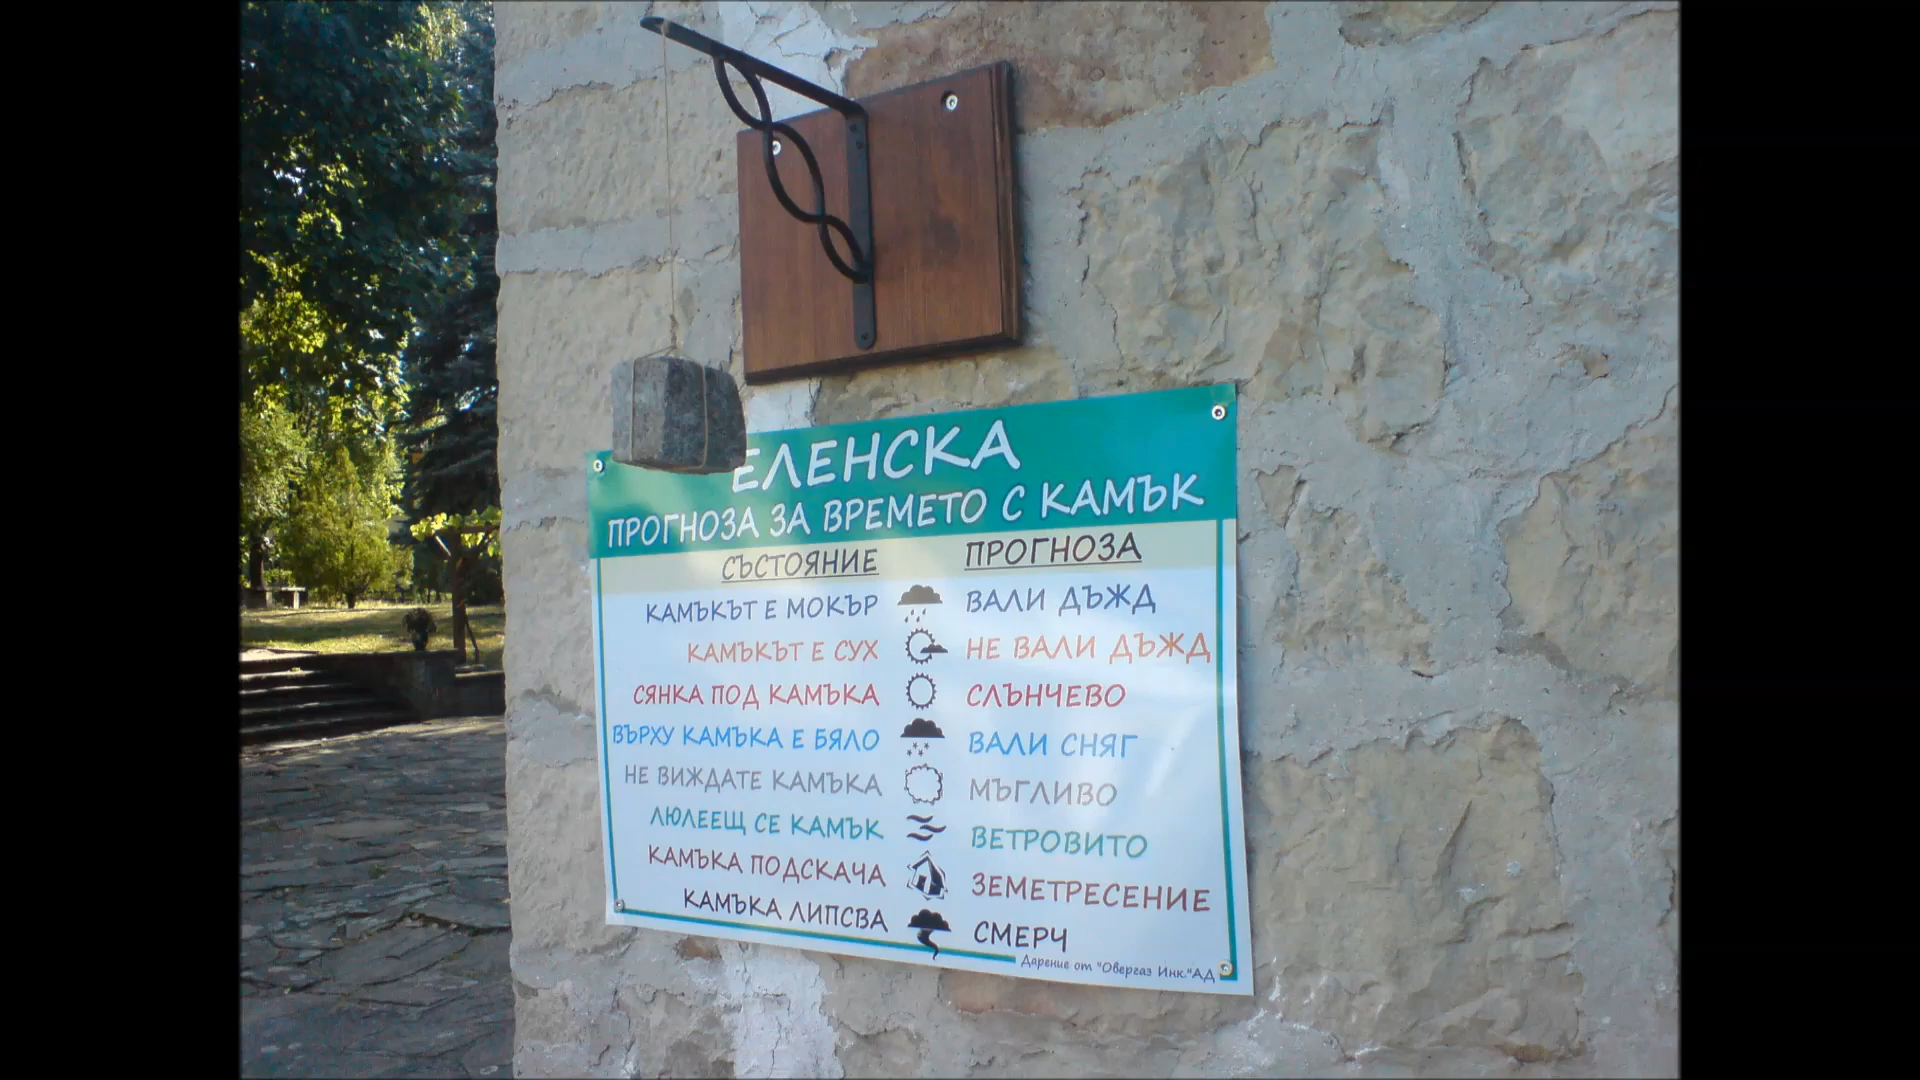 ЕЛЕНСКА
ПРОГНОЗА ЗА ВРЕМЕТО С КАМЪК
СЪСТОЯНИЕ ПРОГНОЗА
КАМЪКЪТ Е МОКЪР ВАЛИ ДЪЖД
КАМЪКЪТ Е СУХ НЕ ВАЛИ ДЪЖД
СЯНКА ПОД КАМЪКА СЛЪНЧЕВО
ВЪРХУ КАМЪКА Е БЯЛО ВАЛИ СНЯГ
НЕ ВИЖДАТЕ КАМЪКА МЪГЛИВО
ЛЮЛЕЕЩ СЕ КАМЪК ВЕТРОВИТО
КАМЪКА ПОДСКАЧА ЗЕМЕТРЕСЕНИЕ
КАМЪКА ЛИПСВА СМЕРЧ
Дарение от "Овергаз Инк."АД